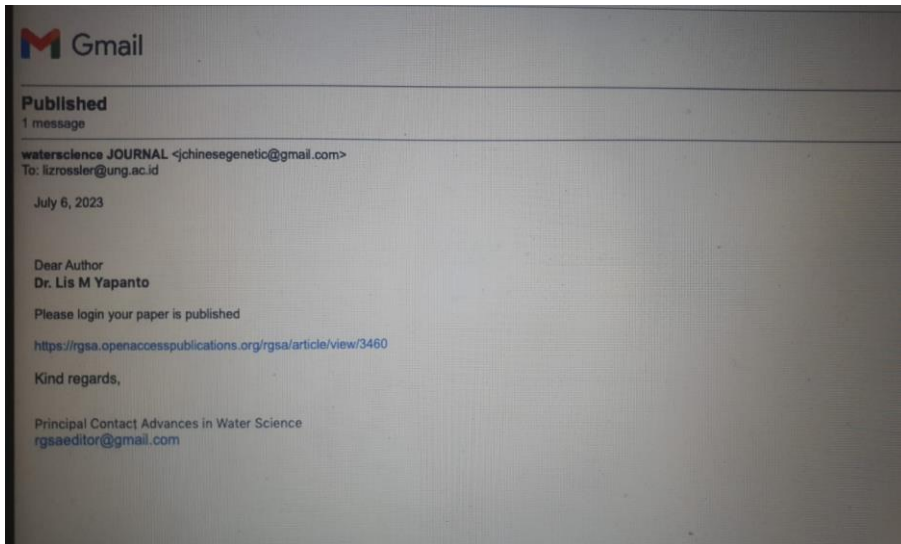 Gmail
Published
1 message
waterscience JOURNAL <jchinesegenetic@gmail.com>
To: lizrossler@ung.ac.id
July 6, 2023
Dear Author
Dr. Lis M Yapanto
Please login your paper is published
https://rgsa.openaccesspublications.org/rgsa/article/view/3460
Kind regards,
Principal Contact Advances in Water Science
rgsaeditor@gmail.com